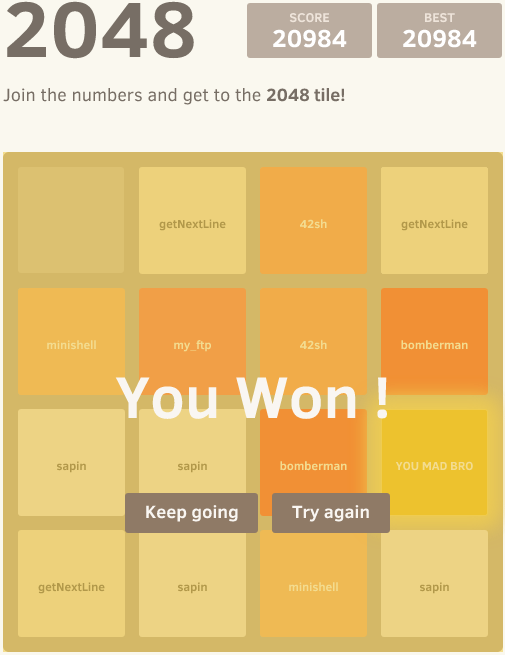 2048
SCORE
20984
BEST
20984
Join the numbers and get to the 2048 tile!
getNextLine 42sh getNextLine
minishell my_ftp 42sh bomberman
You Won !
sapin sapin bomberman YOU MAD BRO
Keep going Try again
getNextLine sapin minishell sapin